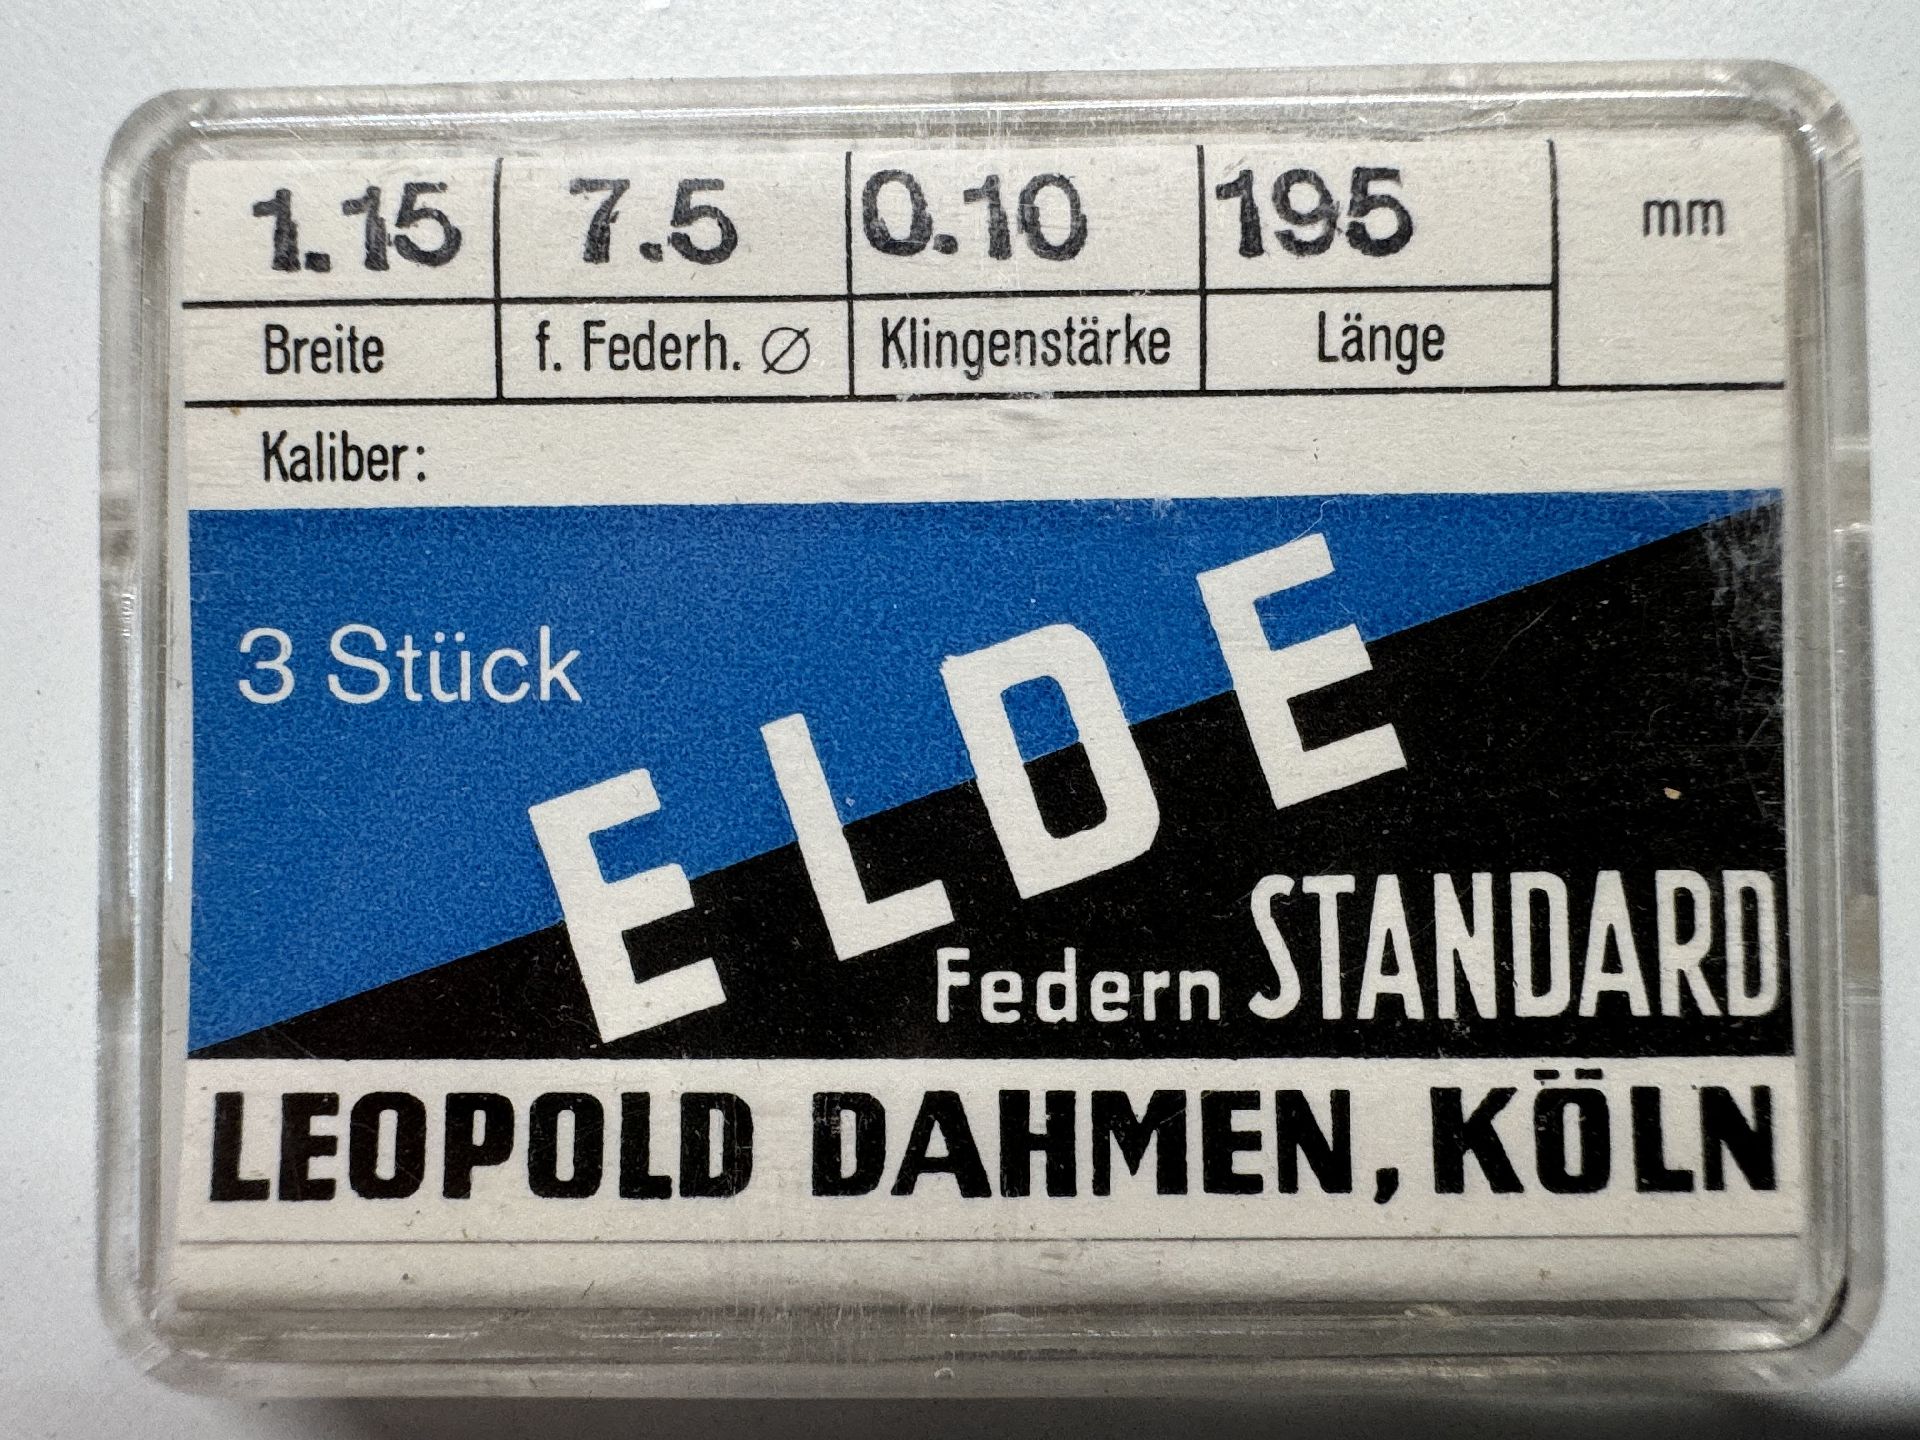 1.15 7.5 0.10 195 mm
Breite f. Federh. ∅ Klingenstärke Länge
Kaliber:
3 Stück
ELDE
Federn STANDARD
LEOPOLD DAHMEN, KÖLN